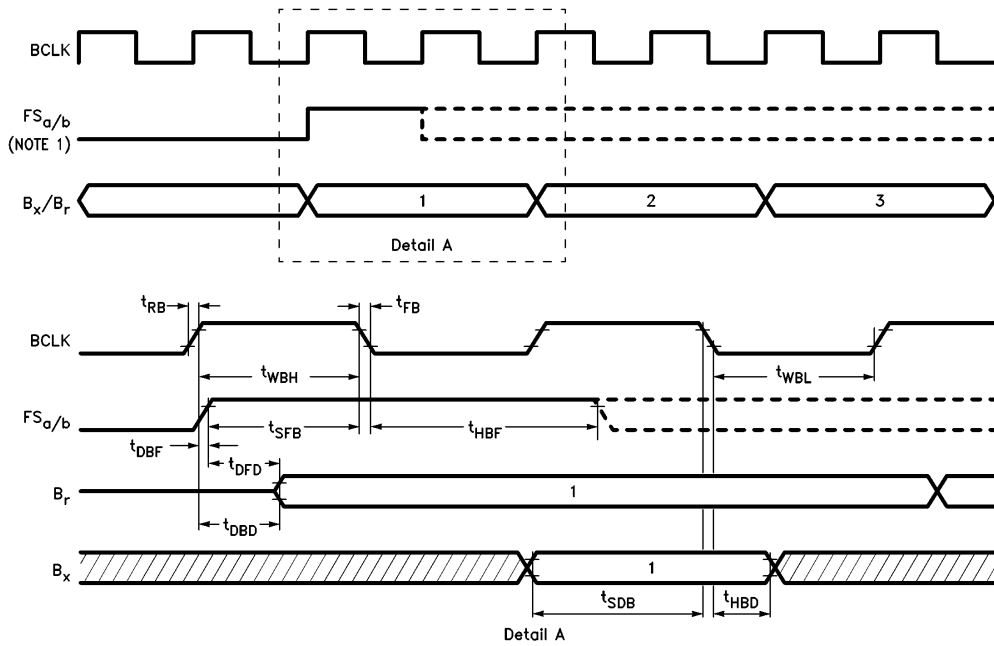 BCLK
FSa/b
(NOTE 1)
Bx/Br
1
2
3
Detail A
tRB
tFB
BCLK
tWBH
tWBL
FSa/b
tSFB
tHBF
tDBF
tDFD
Br
1
tDBD
Bx
1
tSDB
tHBD
Detail A